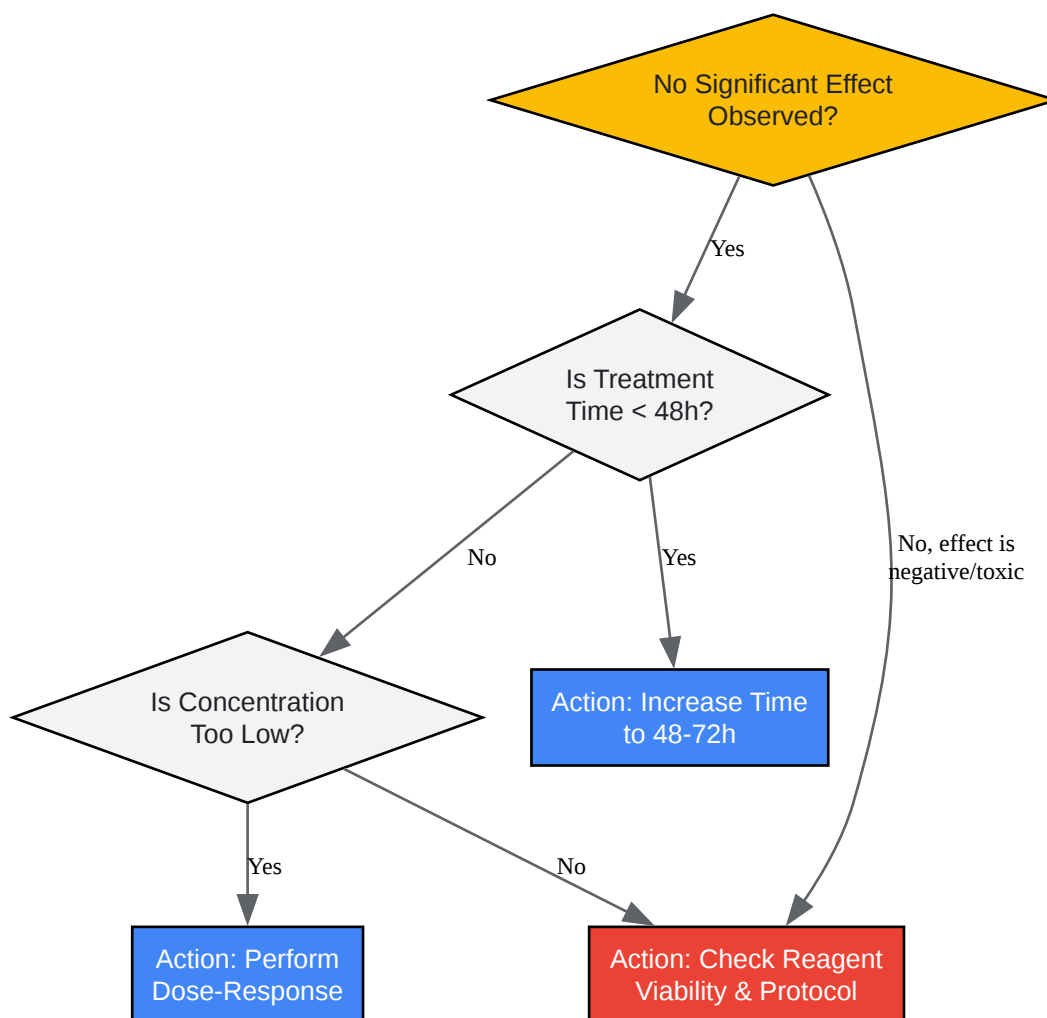 No Significant Effect
Observed?
Yes
Is Treatment
Time < 48h?
No, effect is
negative/toxic
No
Yes
Is Concentration
Too Low?
Action: Increase Time
to 48-72h
Yes
No
Action: Perform
Dose-Response
Action: Check Reagent
Viability & Protocol